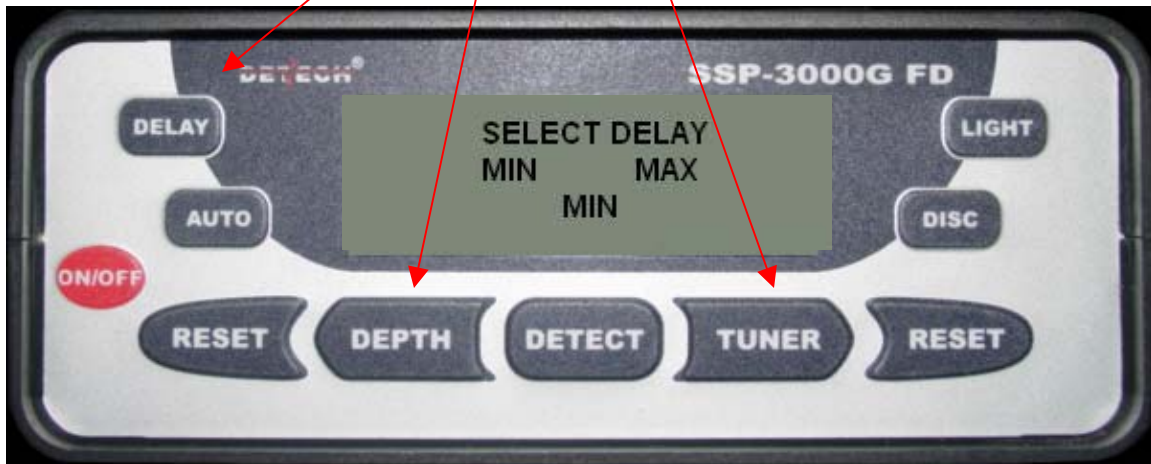 DETECH® SSP-3000G FD
DELAY
SELECT DELAY
LIGHT
MIN MAX
MIN
AUTO
DISC
ON/OFF
RESET DEPTH DETECT TUNER RESET